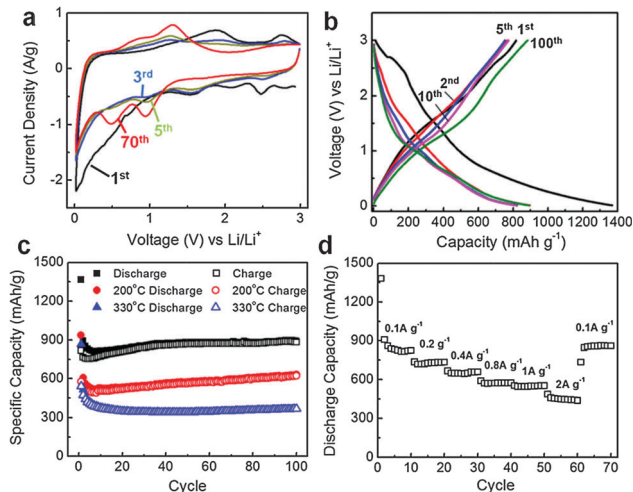 a
Current Density (A/g)
1
0
-1
-2
3rd
5th
70th
1st
0 1 2 3
Voltage (V) vs Li/Li+
b
Voltage (V) vs Li/Li+
4
3
2
1
0
5th 1st
100th
2nd
10th
0 200 400 600 800 1000 1200 1400
Capacity (mAh g-1)
c
Specific Capacity (mAh/g)
1500
1200
900
600
300
0
Discharge Charge
200°C Discharge 200°C Charge
330°C Discharge 330°C Charge
0 20 40 60 80 100
Cycle
d
Discharge Capacity (mAh/g)
1500
1200
900
600
300
0
0.1A g-1
0.2 g-1
0.4A g-1
0.8A g-1
1A g-1
2A g-1
0.1A g-1
0 10 20 30 40 50 60 70
Cycle